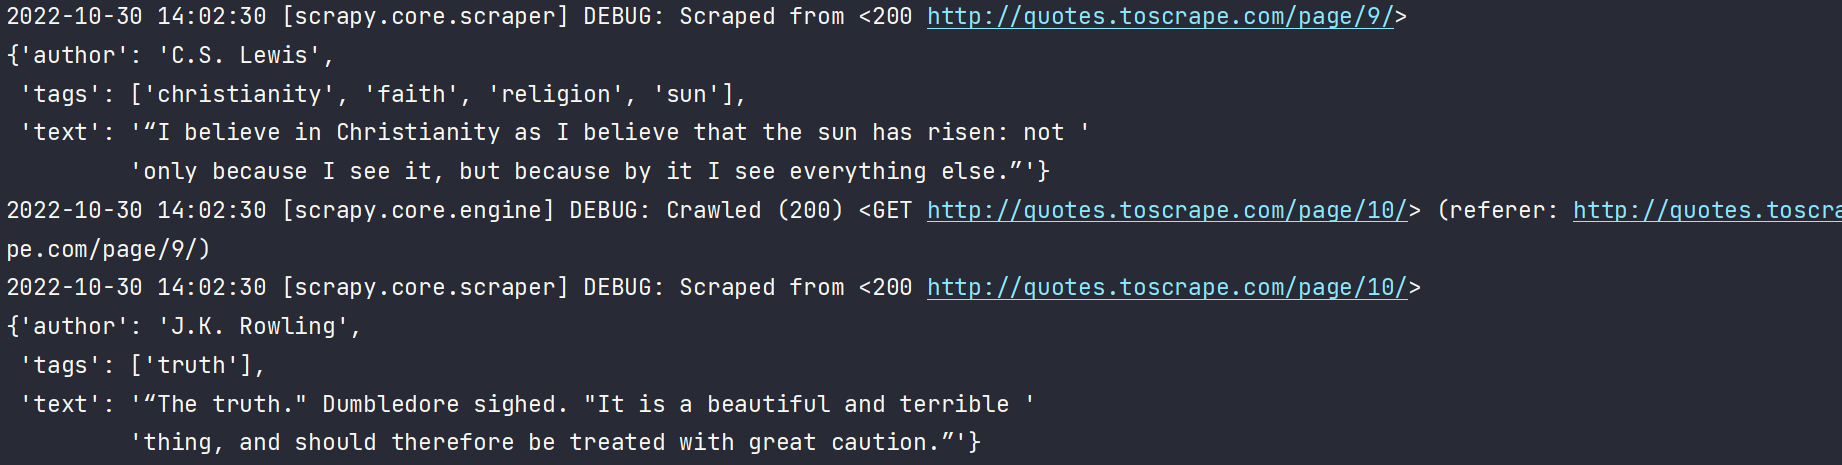 2022-10-30 14:02:30 [scrapy.core.scraper] DEBUG: Scraped from <200 http://quotes.toscrape.com/page/9/>
{'author': 'C.S. Lewis',
 'tags': ['christianity', 'faith', 'religion', 'sun'],
 'text': '“I believe in Christianity as I believe that the sun has risen: not '
         'only because I see it, but because by it I see everything else.”'}
2022-10-30 14:02:30 [scrapy.core.engine] DEBUG: Crawled (200) <GET http://quotes.toscrape.com/page/10/> (referer: http://quotes.toscra
pe.com/page/9/)
2022-10-30 14:02:30 [scrapy.core.scraper] DEBUG: Scraped from <200 http://quotes.toscrape.com/page/10/>
{'author': 'J.K. Rowling',
 'tags': ['truth'],
 'text': '“The truth." Dumbledore sighed. "It is a beautiful and terrible '
         'thing, and should therefore be treated with great caution.”'}